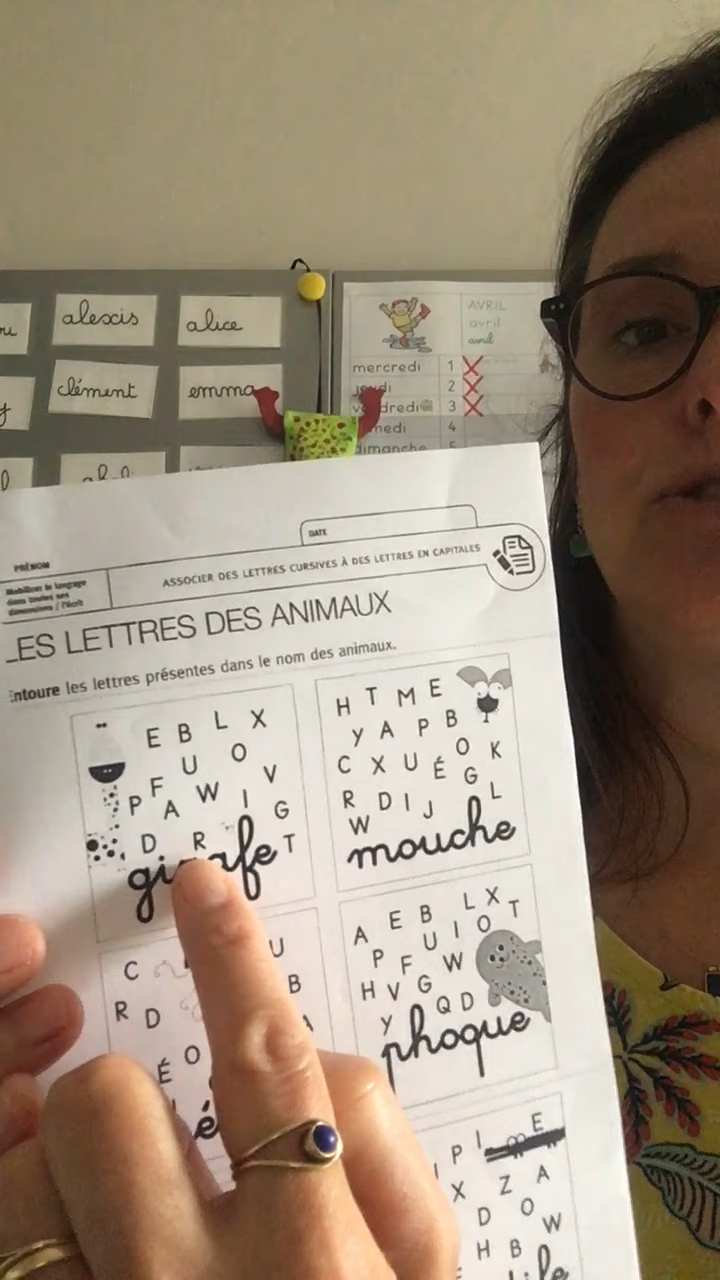 alexis
alice
clément
emma
AVRIL
avril
avril
mercredi 1
jeudi 2
vendredi 3
4
dimanche 5
DATE
PRÉNOM
ASSOCIER DES LETTRES CURSIVES À DES LETTRES EN CAPITALES
Mobiliser le langage
dans toutes ses
dimensions / l'écrit
LES LETTRES DES ANIMAUX
Entoure les lettres présentes dans le nom des animaux.
E B L X
U O
P F A W I V
D R G T
girafe
H T M E
Y A P B
C X U É O K
R D I J G L
W
mouche
C U
R D B
É O
A E B L X T
P F U I O
H V G W
Y Q D
phoque
P I E
X Z A
D O
H B W